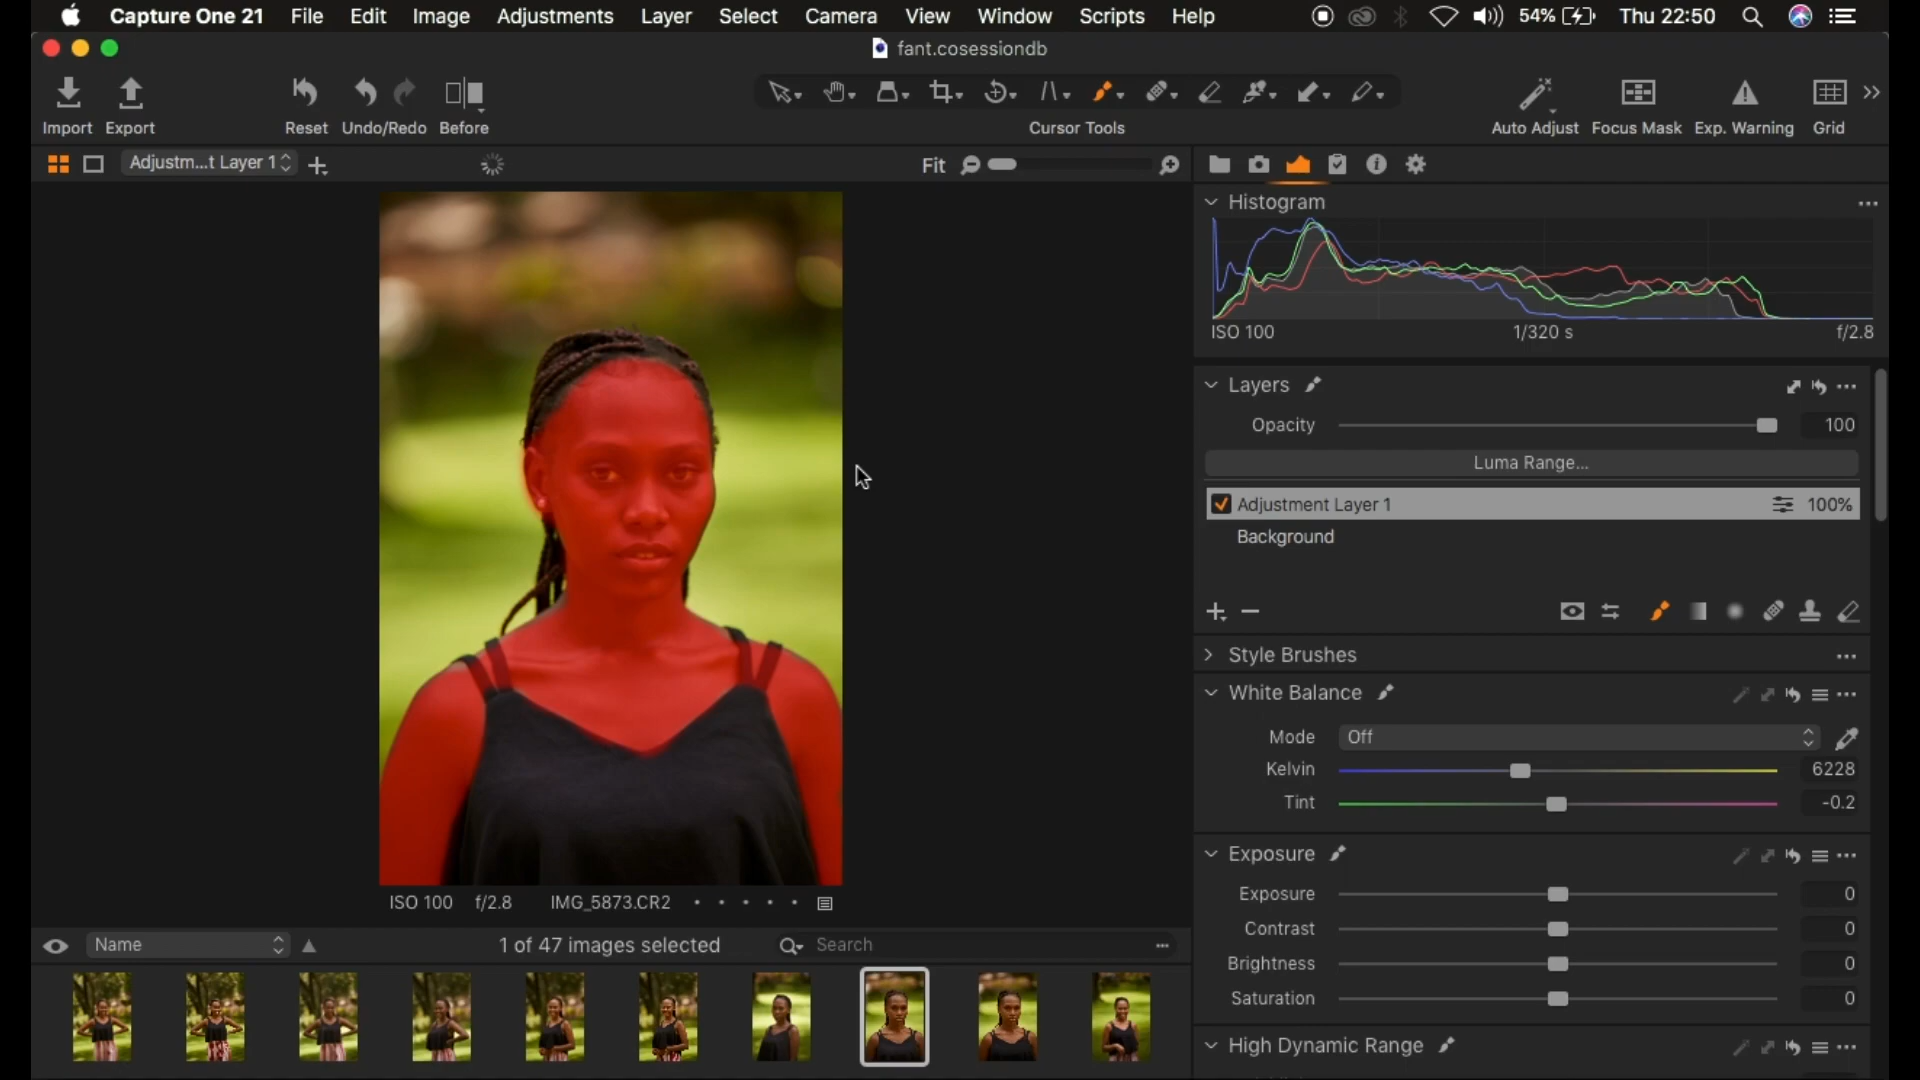 Capture One 21 File Edit Image Adjustments Layer Select Camera View Window Scripts Help 54% Thu 22:50
fant.cosessiondb
Import Export Reset Undo/Redo Before Cursor Tools Auto Adjust Focus Mask Exp. Warning Grid
Adjustm...t Layer 1 Fit
Histogram
ISO 100 1/320 s f/2.8
Layers
Opacity 100
Luma Range...
Adjustment Layer 1 100%
Background
Style Brushes
White Balance
Mode Off
Kelvin 6228
Tint -0.2
Exposure
Exposure 0
Contrast 0
Brightness 0
Saturation 0
High Dynamic Range
ISO 100 f/2.8 IMG_5873.CR2
Name 1 of 47 images selected Search